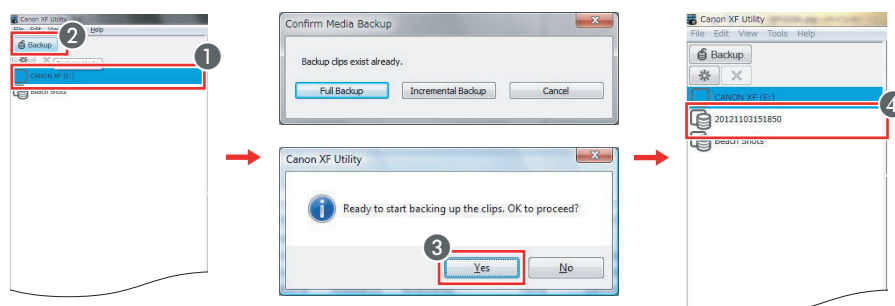 Canon XF Utility
File Edit View Help
2
Backup
1
CANON XF (E:)
Beach Shots
Confirm Media Backup
Backup clips exist already.
Full Backup Incremental Backup Cancel
Canon XF Utility
Ready to start backing up the clips. OK to proceed?
3
Yes No
Canon XF Utility
File Edit View Tools Help
Backup
CANON XF (E:)
4
20121103151850
Beach Shots